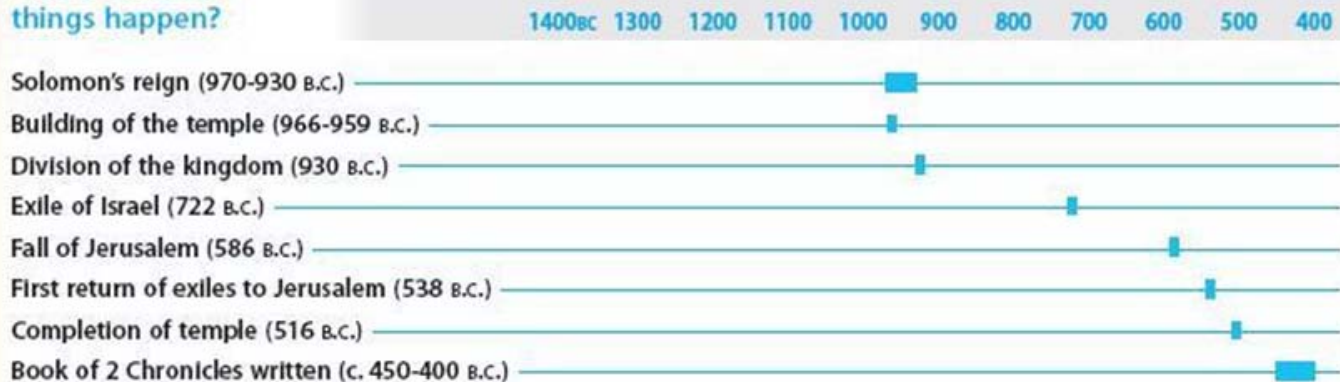 things happen? 1400BC 1300 1200 1100 1000 900 800 700 600 500 400
Solomon's reign (970-930 B.C.)
Building of the temple (966-959 B.C.)
Division of the kingdom (930 B.C.)
Exile of Israel (722 B.C.)
Fall of Jerusalem (586 B.C.)
First return of exiles to Jerusalem (538 B.C.)
Completion of temple (516 B.C.)
Book of 2 Chronicles written (c. 450-400 B.C.)